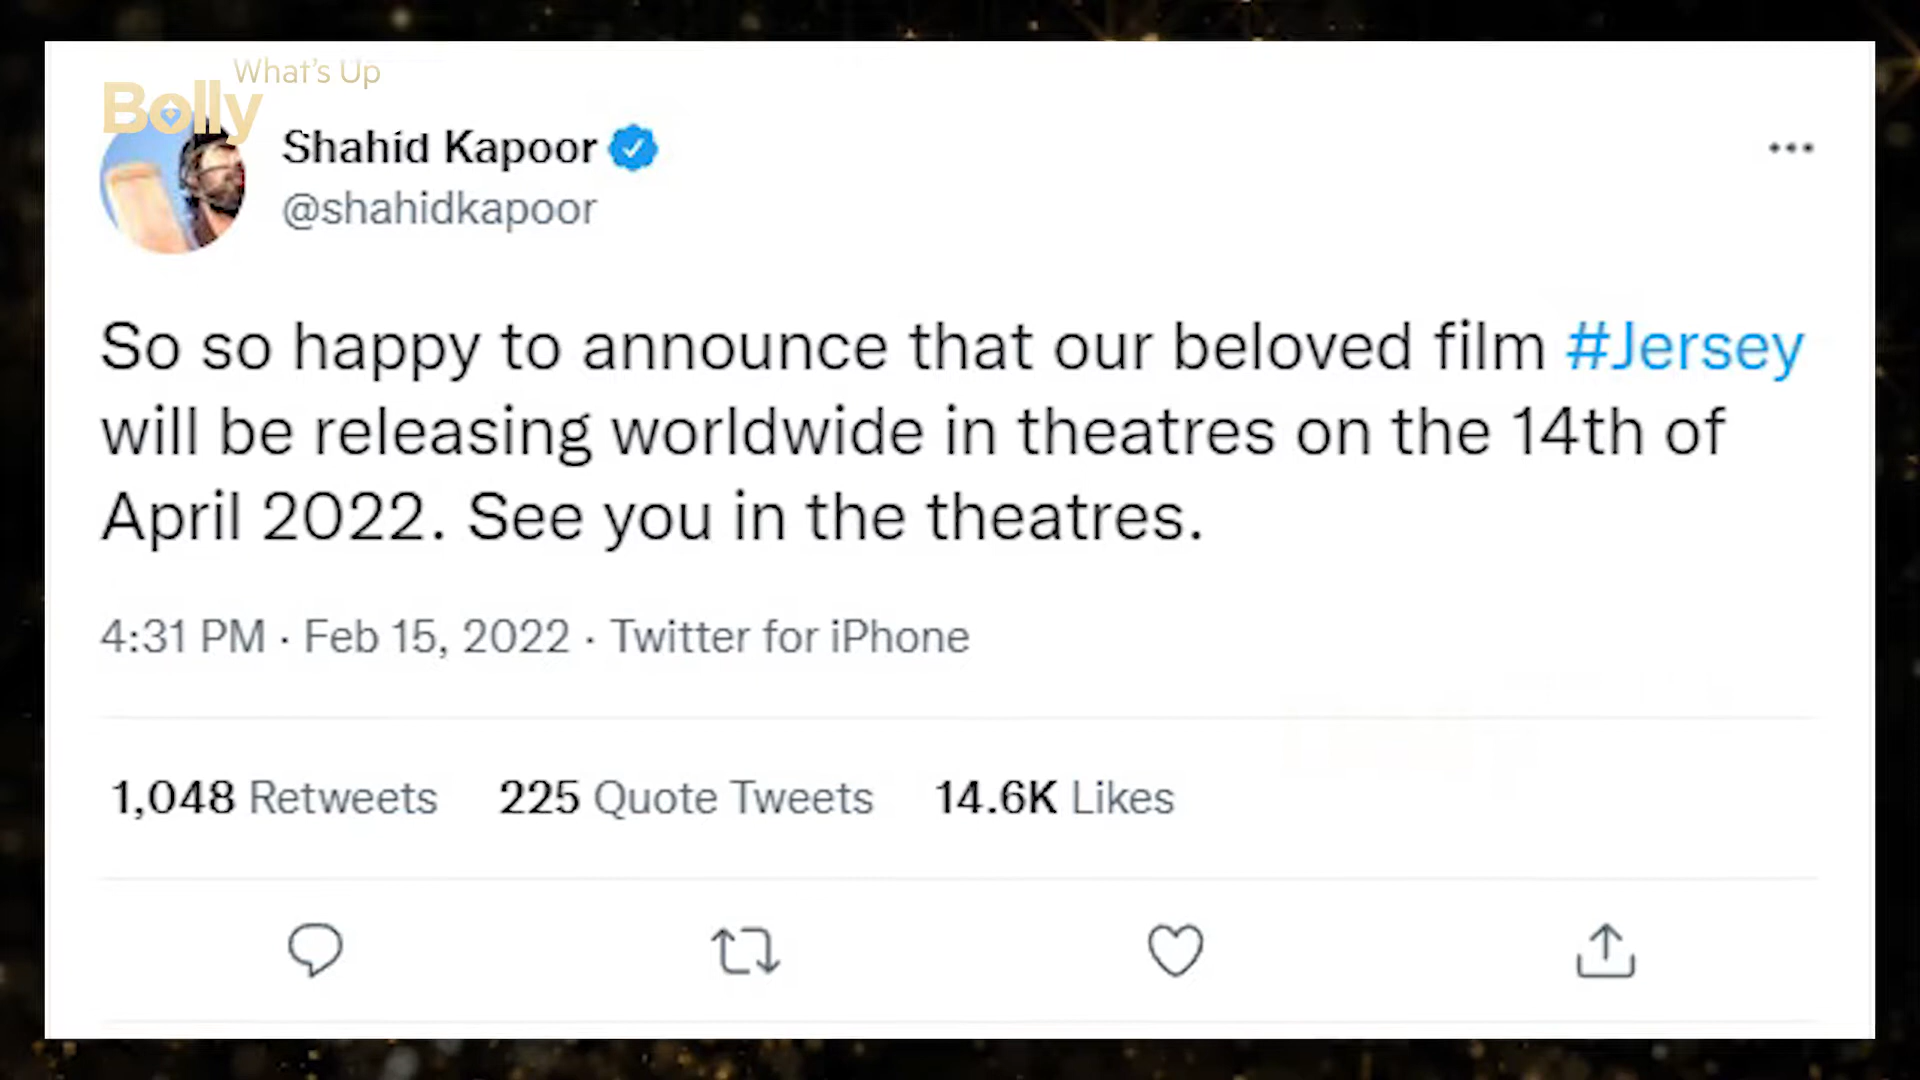 What's Up
Bolly
Shahid Kapoor
@shahidkapoor
So so happy to announce that our beloved film #Jersey
will be releasing worldwide in theatres on the 14th of
April 2022. See you in the theatres.
4:31 PM · Feb 15, 2022 · Twitter for iPhone
1,048 Retweets 225 Quote Tweets 14.6K Likes